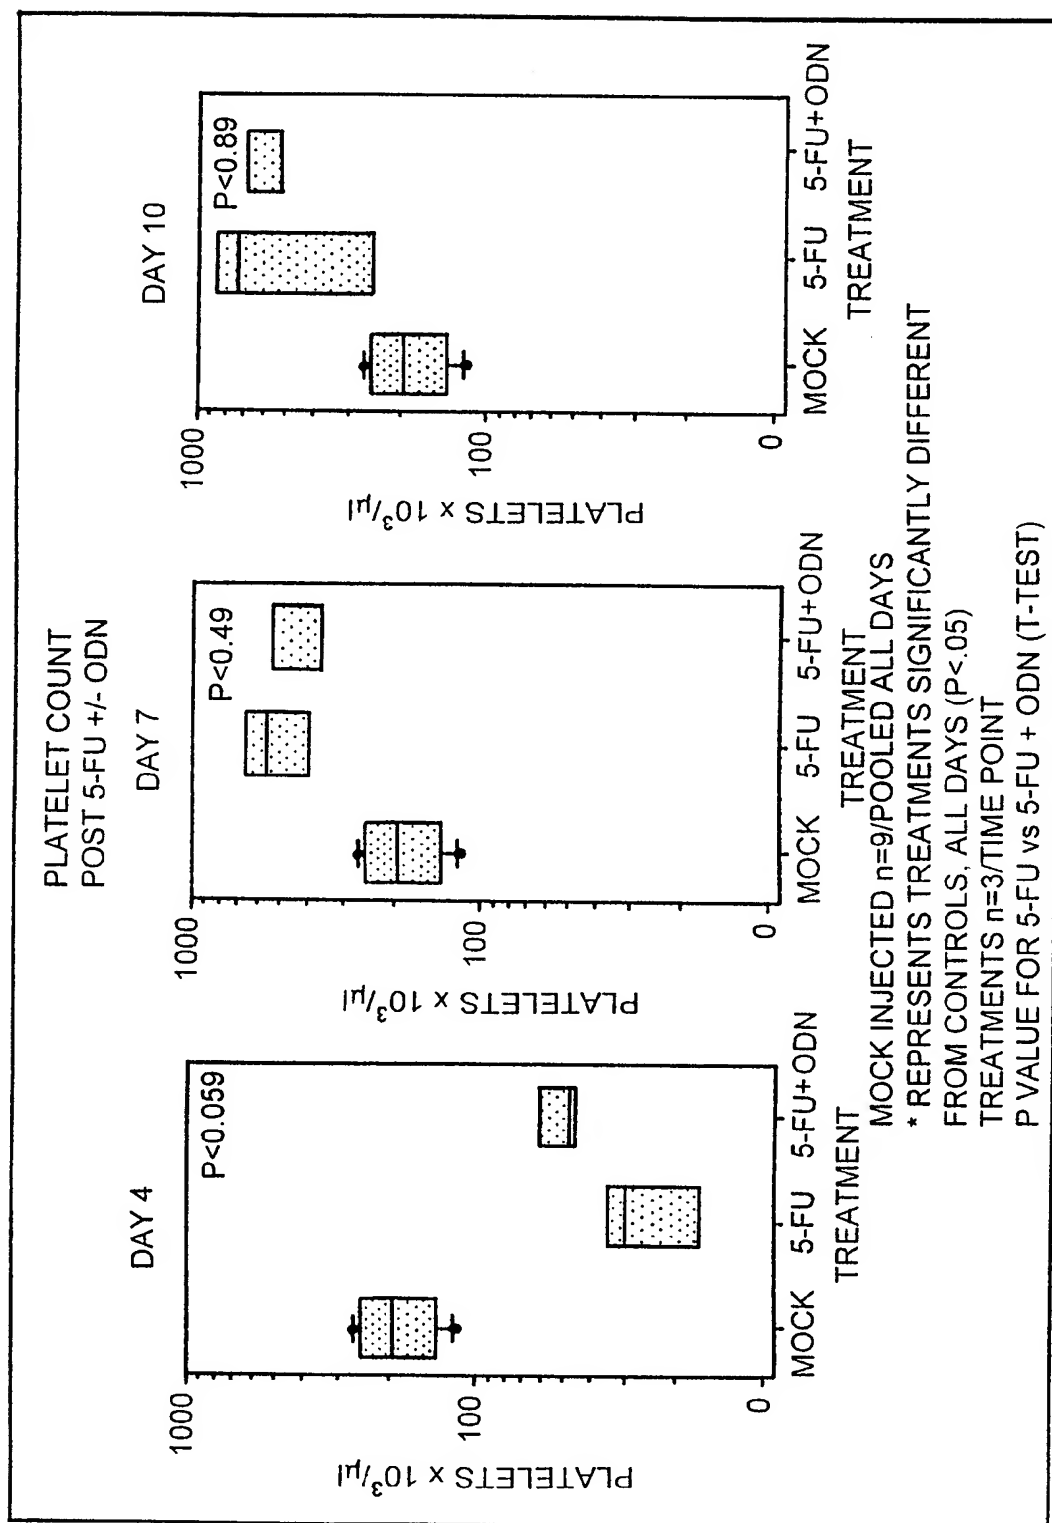 PLATELET COUNT
POST 5-FU +/- ODN
DAY 4
P<0.059
1000
100
0
PLATELETS x 10³/µl
MOCK 5-FU 5-FU+ODN
TREATMENT
DAY 7
P<0.49
1000
100
0
PLATELETS x 10³/µl
MOCK 5-FU 5-FU+ODN
TREATMENT
DAY 10
P<0.89
1000
100
0
PLATELETS x 10³/µl
MOCK 5-FU 5-FU+ODN
TREATMENT
MOCK INJECTED n=9/POOLED ALL DAYS
* REPRESENTS TREATMENTS SIGNIFICANTLY DIFFERENT
FROM CONTROLS, ALL DAYS (P<.05)
TREATMENTS n=3/TIME POINT
P VALUE FOR 5-FU vs 5-FU + ODN (T-TEST)